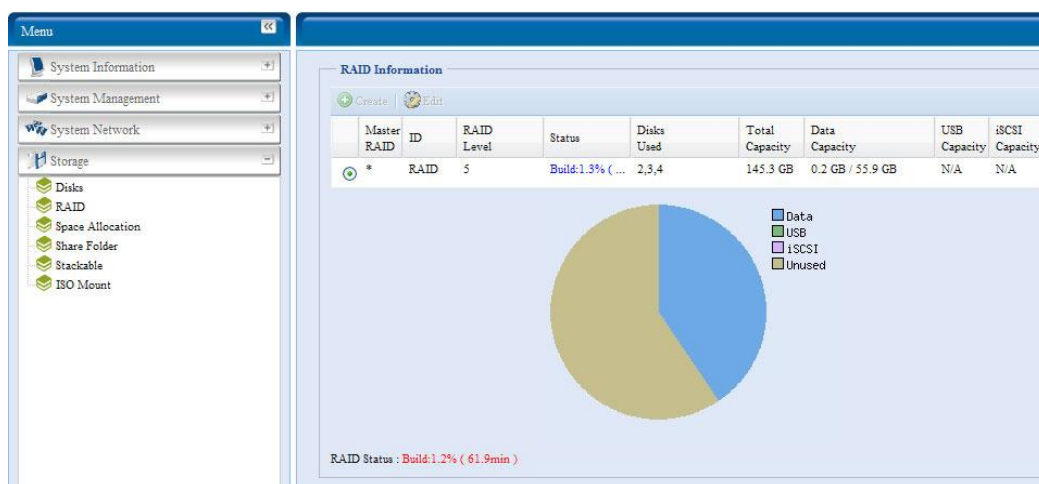 Menu
System Information
System Management
System Network
Storage
Disks
RAID
Space Allocation
Share Folder
Stackable
ISO Mount
RAID Information
Create | Edit
Master RAID ID RAID Level Status Disks Used Total Capacity Data Capacity USB Capacity iSCSI Capacity
* RAID 5 Build:1.3% ( ... 2,3,4 145.3 GB 0.2 GB / 55.9 GB N/A N/A
Data
USB
iSCSI
Unused
RAID Status : Build:1.2% ( 61.9min )